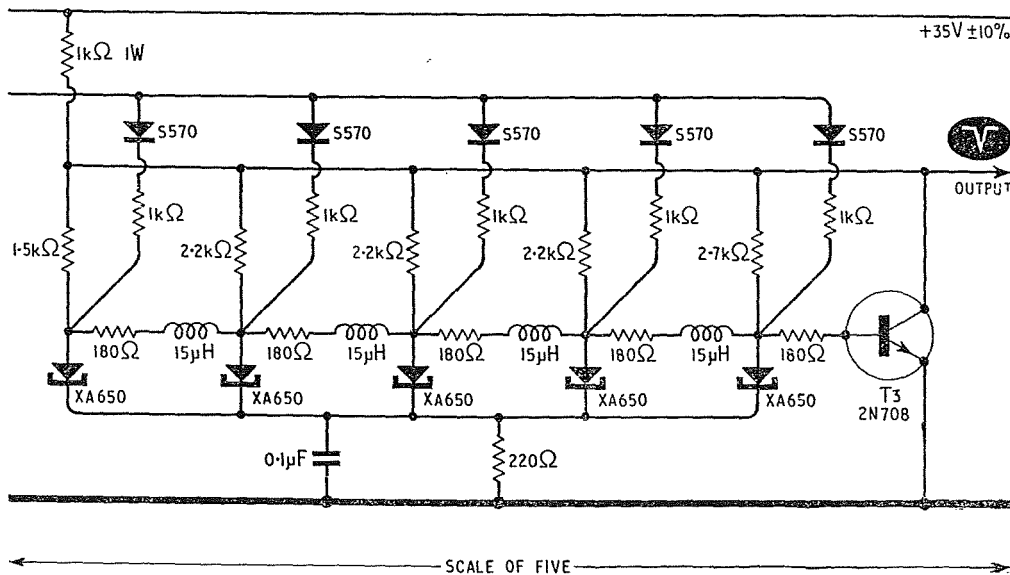 +35V ±10%
1kΩ 1W
S570
S570
S570
S570
S570
OUTPUT
1kΩ
1kΩ
1kΩ
1kΩ
1kΩ
1·5kΩ
2·2kΩ
2·2kΩ
2·2kΩ
2·7kΩ
180Ω
15μH
180Ω
15μH
180Ω
15μH
180Ω
15μH
180Ω
XA650
XA650
XA650
XA650
XA650
T3
2N708
0·1μF
220Ω
SCALE OF FIVE